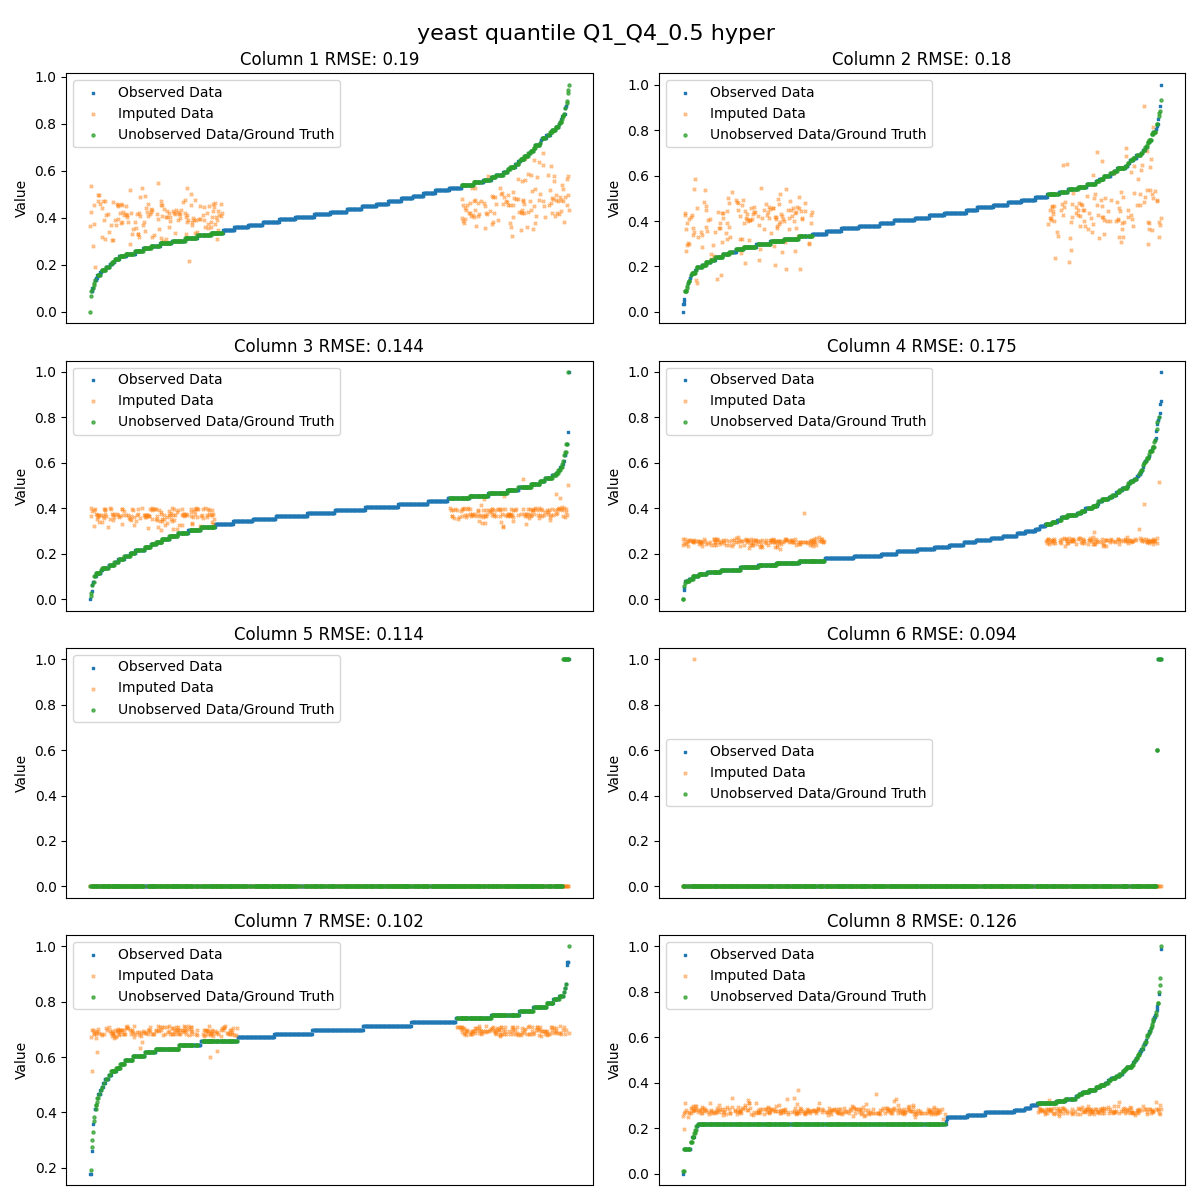 yeast quantile Q1_Q4_0.5 hyper
Column 1 RMSE: 0.19
1.0
0.8
0.6
0.4
0.2
0.0
Value
Observed Data
Imputed Data
Unobserved Data/Ground Truth
Column 2 RMSE: 0.18
1.0
0.8
0.6
0.4
0.2
0.0
Value
Observed Data
Imputed Data
Unobserved Data/Ground Truth
Column 3 RMSE: 0.144
1.0
0.8
0.6
0.4
0.2
0.0
Value
Observed Data
Imputed Data
Unobserved Data/Ground Truth
Column 4 RMSE: 0.175
1.0
0.8
0.6
0.4
0.2
0.0
Value
Observed Data
Imputed Data
Unobserved Data/Ground Truth
Column 5 RMSE: 0.114
1.0
0.8
0.6
0.4
0.2
0.0
Value
Observed Data
Imputed Data
Unobserved Data/Ground Truth
Column 6 RMSE: 0.094
1.0
0.8
0.6
0.4
0.2
0.0
Value
Observed Data
Imputed Data
Unobserved Data/Ground Truth
Column 7 RMSE: 0.102
1.0
0.8
0.6
0.4
0.2
Value
Observed Data
Imputed Data
Unobserved Data/Ground Truth
Column 8 RMSE: 0.126
1.0
0.8
0.6
0.4
0.2
0.0
Value
Observed Data
Imputed Data
Unobserved Data/Ground Truth